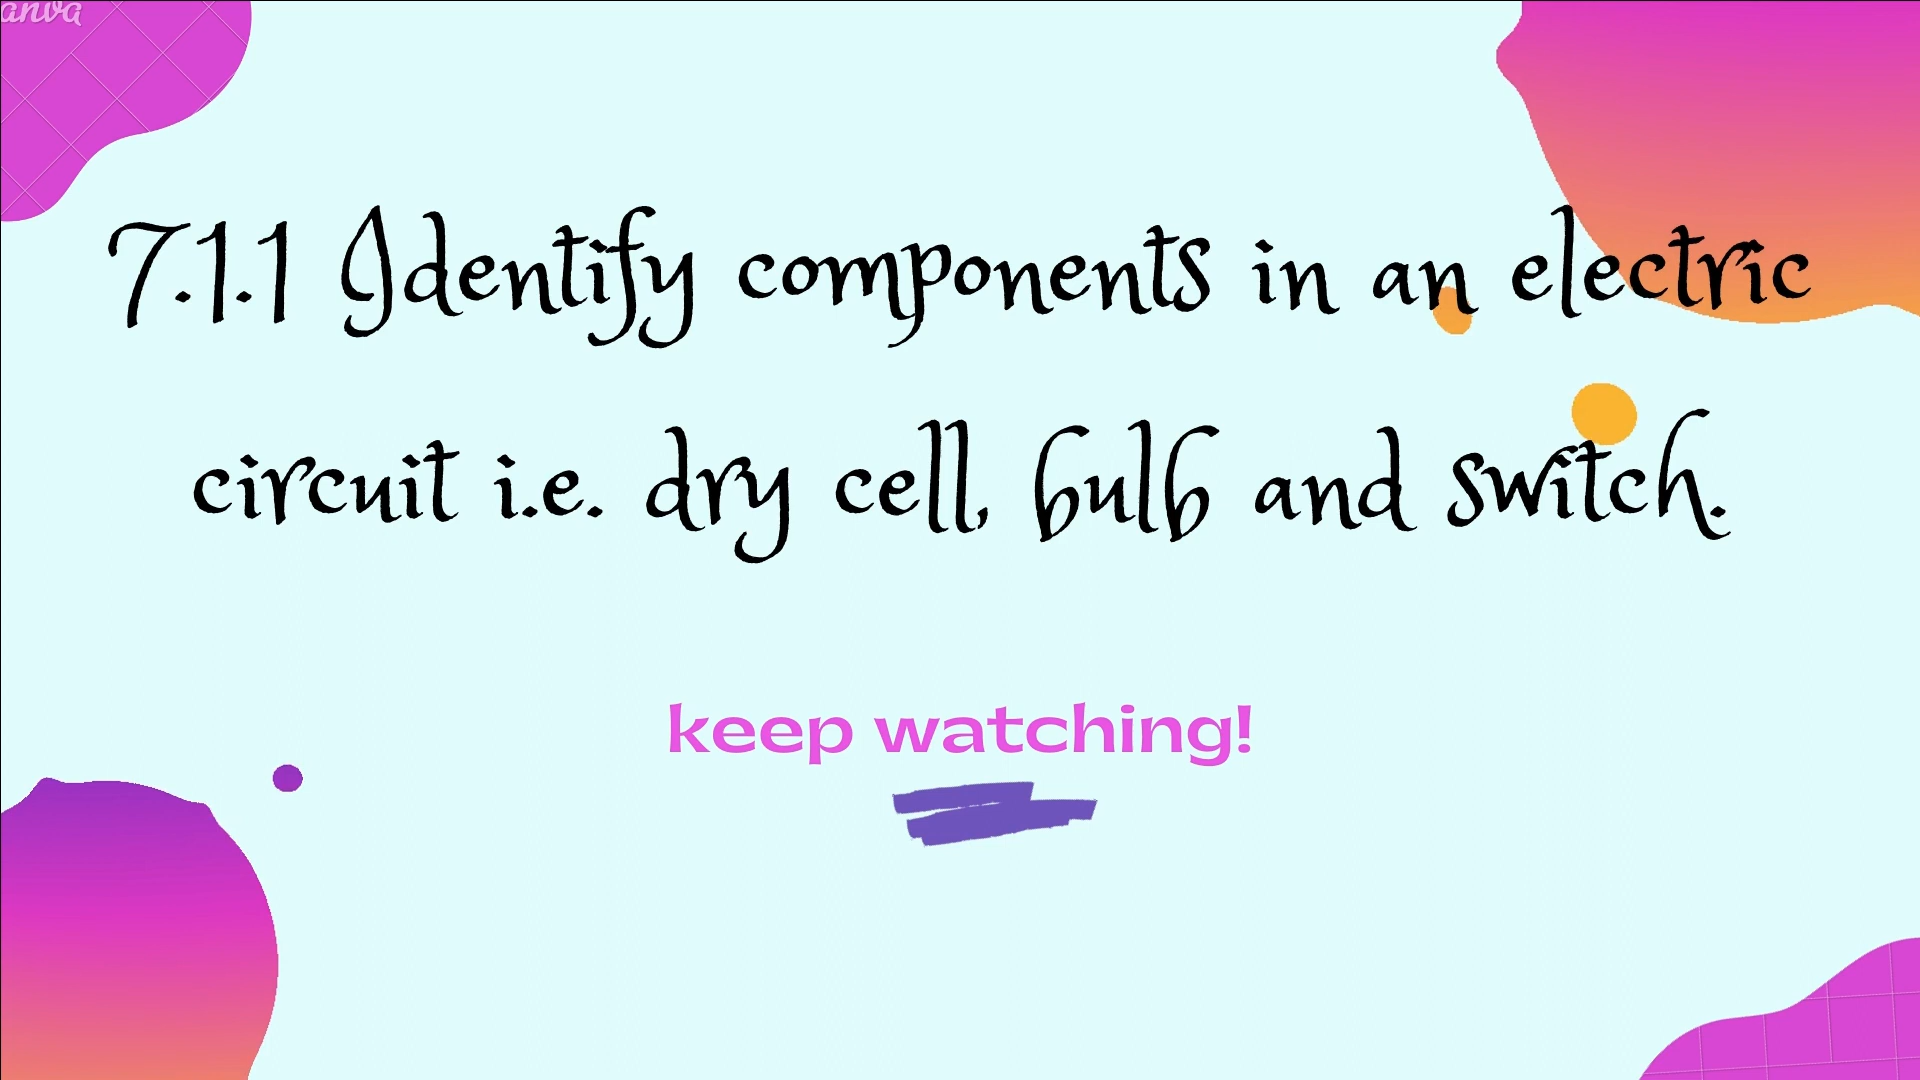 7.1.1 Identify components in an electric
circuit i.e. dry cell, bulb and switch.
keep watching!